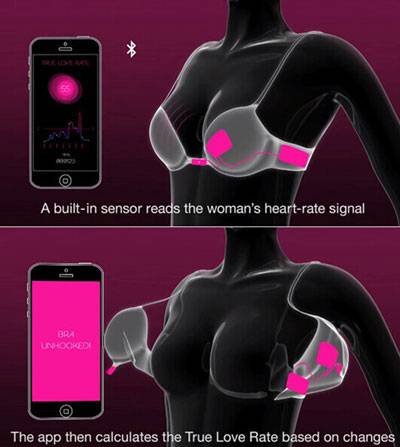 TRUE LOVE RATE
55
A built-in sensor reads the woman's heart-rate signal
BRA
UNHOOKED!
The app then calculates the True Love Rate based on changes